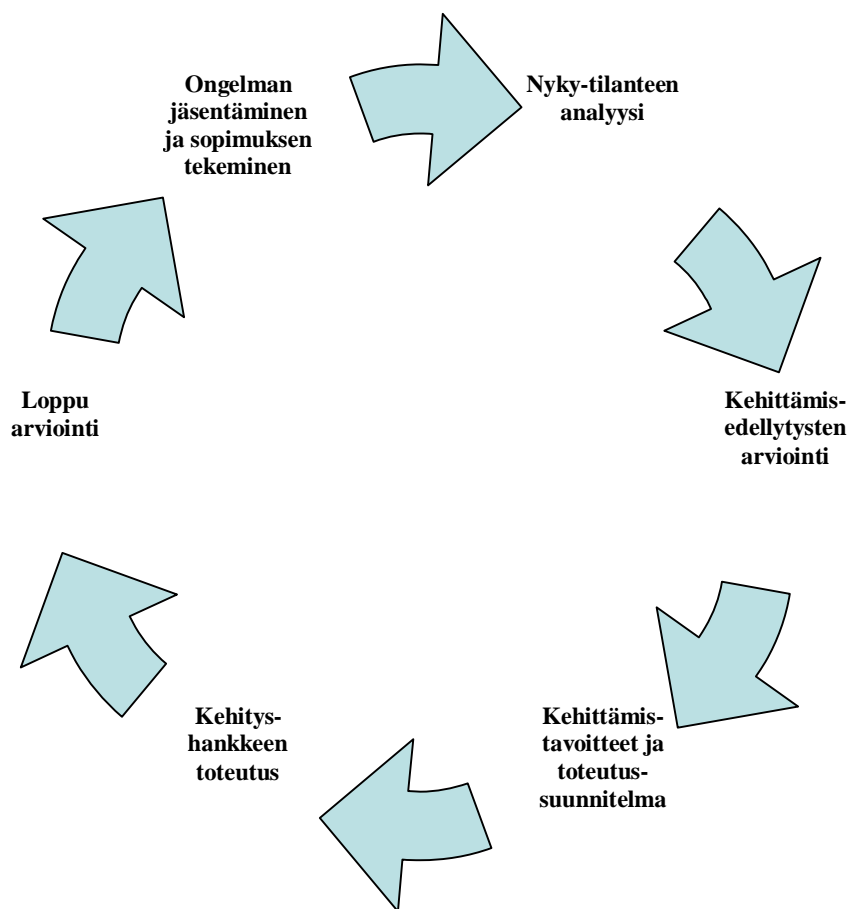 Ongelman
jäsentäminen
ja sopimuksen
tekeminen
Nyky-tilanteen
analyysi
Kehittämis-
edellytysten
arviointi
Kehittämis-
tavoitteet ja
toteutus-
suunnitelma
Kehitys-
hankkeen
toteutus
Loppu
arviointi